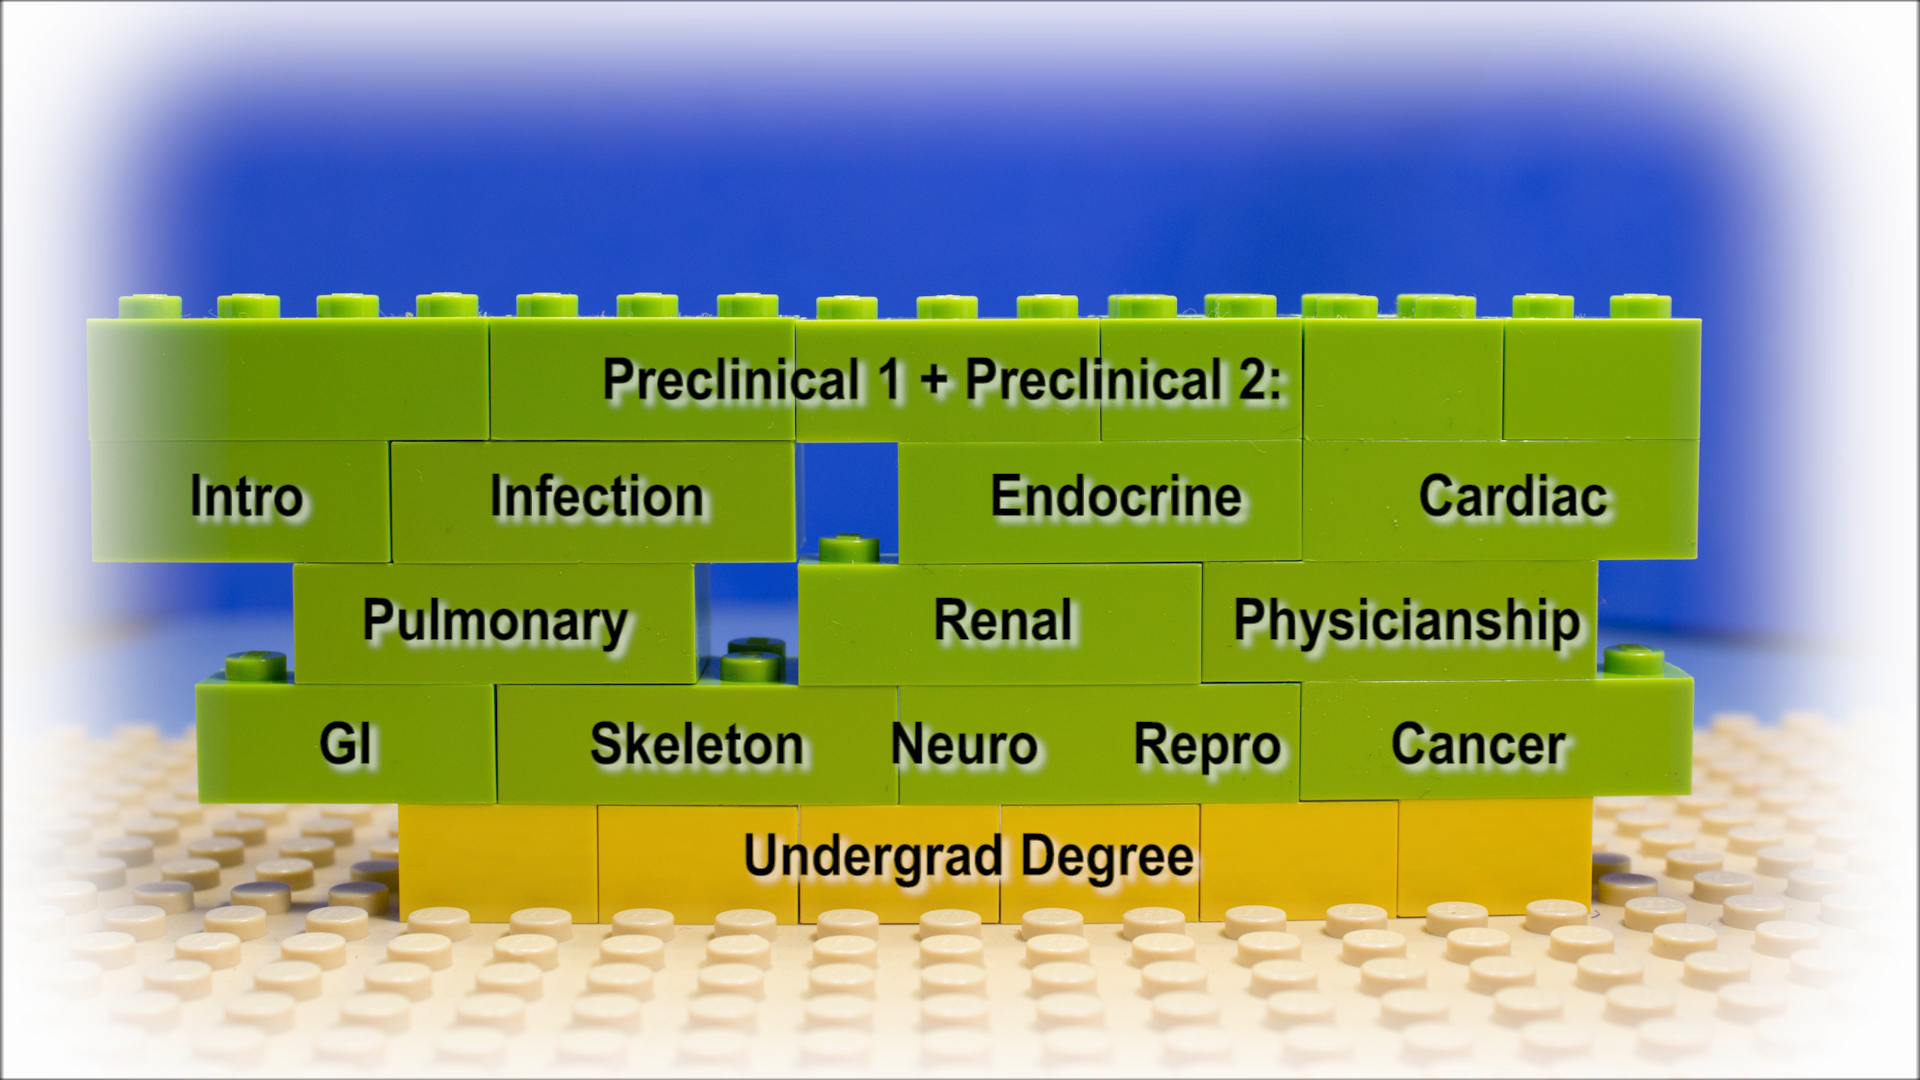 Preclinical 1 + Preclinical 2:
Intro Infection Endocrine Cardiac
Pulmonary Renal Physicianship
GI Skeleton Neuro Repro Cancer
Undergrad Degree